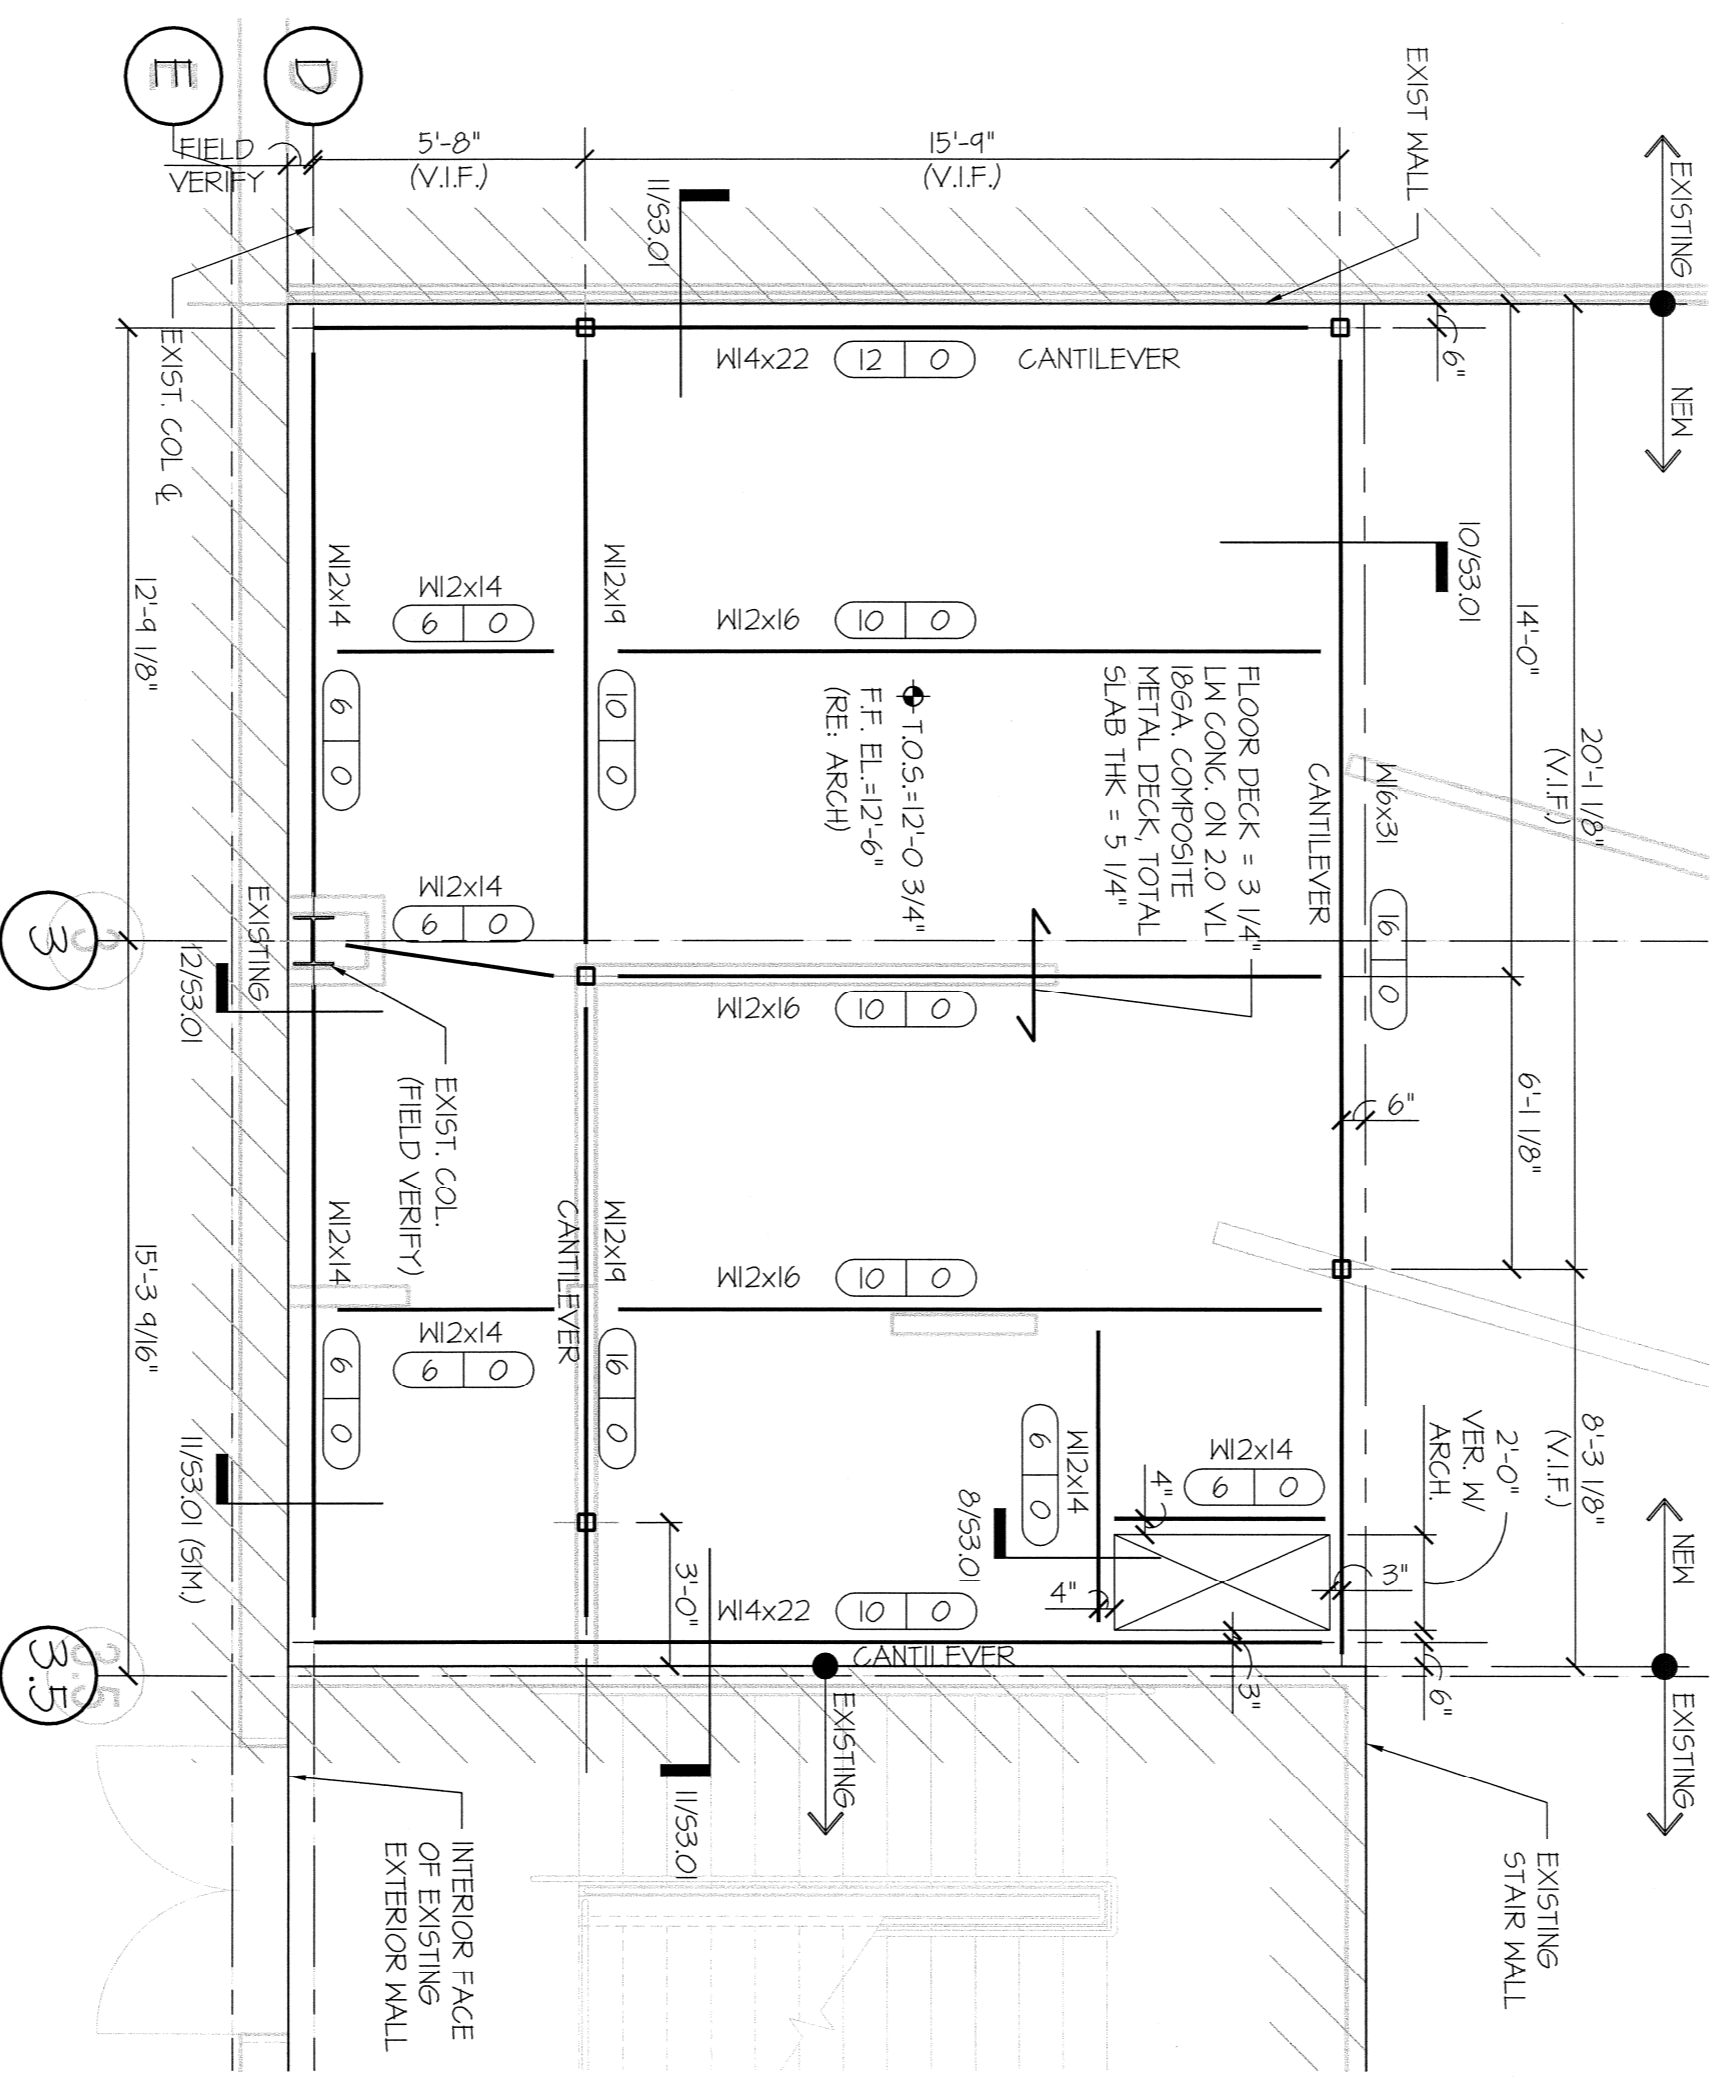 E
D
FIELD
VERIFY
5'-8"
(V.I.F.)
15'-9"
(V.I.F.)
EXIST WALL
EXISTING
NEW
11/S3.01
EXIST. COL ℄
W14x22
12 0
CANTILEVER
6"
10/S3.01
20'-1 1/8"
(V.I.F.)
14'-0"
6'-1 1/8"
8'-3 1/8"
(V.I.F.)
12'-9 1/8"
15'-3 9/16"
W12x14
6 0
W12x19
10 0
W12x14
6 0
W12x16
10 0
FLOOR DECK = 3 1/4"
LW CONC. ON 2.0 VL
18GA. COMPOSITE
METAL DECK, TOTAL
SLAB THK = 5 1/4"
T.O.S.=12'-0 3/4"
F.F. EL.=12'-6"
(RE: ARCH)
CANTILEVER
W16x31
16 0
W12x14
6 0
EXISTING
3
3
12/S3.01
W12x16
10 0
EXIST. COL.
(FIELD VERIFY)
6"
W12x14
6 0
W12x19
16 0
CANTILEVER
W12x16
10 0
W12x14
6 0
W12x14
6 0
W12x14
6 0
2'-0"
VER. W/
ARCH.
4"
4"
3"
3"
6"
8/S3.01
11/S3.01 (SIM.)
3'-0"
W14x22
10 0
CANTILEVER
3.5
3.5
NEW
EXISTING
EXISTING
11/S3.01
EXISTING
STAIR WALL
INTERIOR FACE
OF EXISTING
EXTERIOR WALL